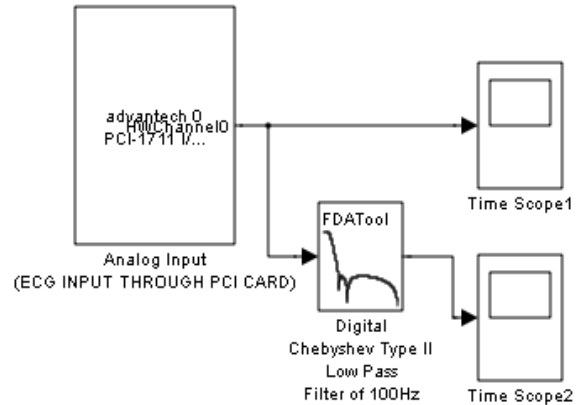 advantech 0
HWChannel0
PCI-1711 I/...
Analog Input
(ECG INPUT THROUGH PCI CARD)
Time Scope1
FDATool
Digital
Chebyshev Type II
Low Pass
Filter of 100Hz
Time Scope2